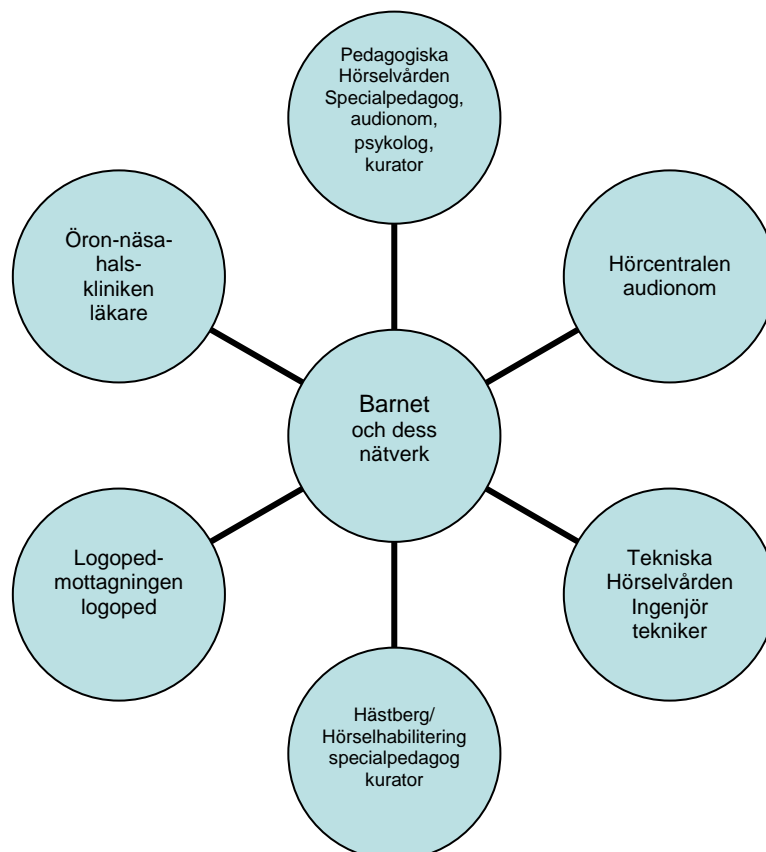 Pedagogiska
Hörselvården
Specialpedagog,
audionom,
psykolog,
kurator
Öron-näsa-
hals-
kliniken
läkare
Hörcentralen
audionom
Barnet
och dess
nätverk
Logoped-
mottagningen
logoped
Tekniska
Hörselvården
Ingenjör
tekniker
Hästberg/
Hörselhabilitering
specialpedagog
kurator